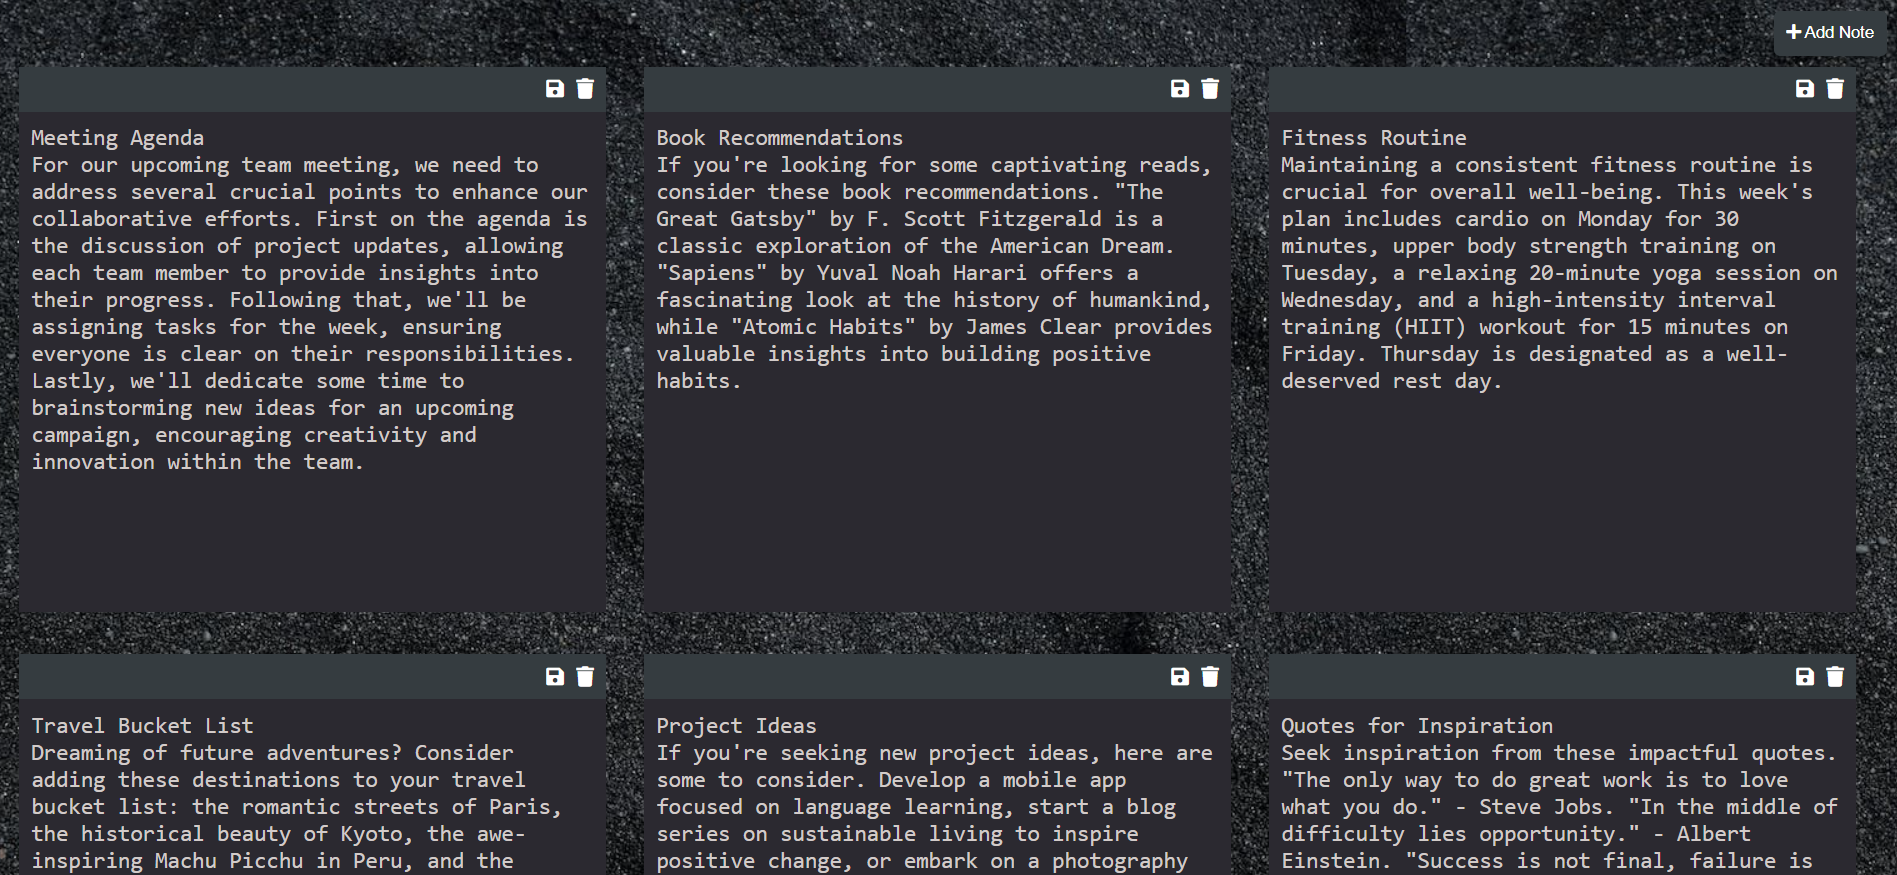 Add Note
Meeting Agenda
For our upcoming team meeting, we need to
address several crucial points to enhance our
collaborative efforts. First on the agenda is
the discussion of project updates, allowing
each team member to provide insights into
their progress. Following that, we'll be
assigning tasks for the week, ensuring
everyone is clear on their responsibilities.
Lastly, we'll dedicate some time to
brainstorming new ideas for an upcoming
campaign, encouraging creativity and
innovation within the team.
Book Recommendations
If you're looking for some captivating reads,
consider these book recommendations. "The
Great Gatsby" by F. Scott Fitzgerald is a
classic exploration of the American Dream.
"Sapiens" by Yuval Noah Harari offers a
fascinating look at the history of humankind,
while "Atomic Habits" by James Clear provides
valuable insights into building positive
habits.
Fitness Routine
Maintaining a consistent fitness routine is
crucial for overall well-being. This week's
plan includes cardio on Monday for 30
minutes, upper body strength training on
Tuesday, a relaxing 20-minute yoga session on
Wednesday, and a high-intensity interval
training (HIIT) workout for 15 minutes on
Friday. Thursday is designated as a well-
deserved rest day.
Travel Bucket List
Dreaming of future adventures? Consider
adding these destinations to your travel
bucket list: the romantic streets of Paris,
the historical beauty of Kyoto, the awe-
inspiring Machu Picchu in Peru, and the
Project Ideas
If you're seeking new project ideas, here are
some to consider. Develop a mobile app
focused on language learning, start a blog
series on sustainable living to inspire
positive change, or embark on a photography
Quotes for Inspiration
Seek inspiration from these impactful quotes.
"The only way to do great work is to love
what you do." - Steve Jobs. "In the middle of
difficulty lies opportunity." - Albert
Einstein. "Success is not final, failure is